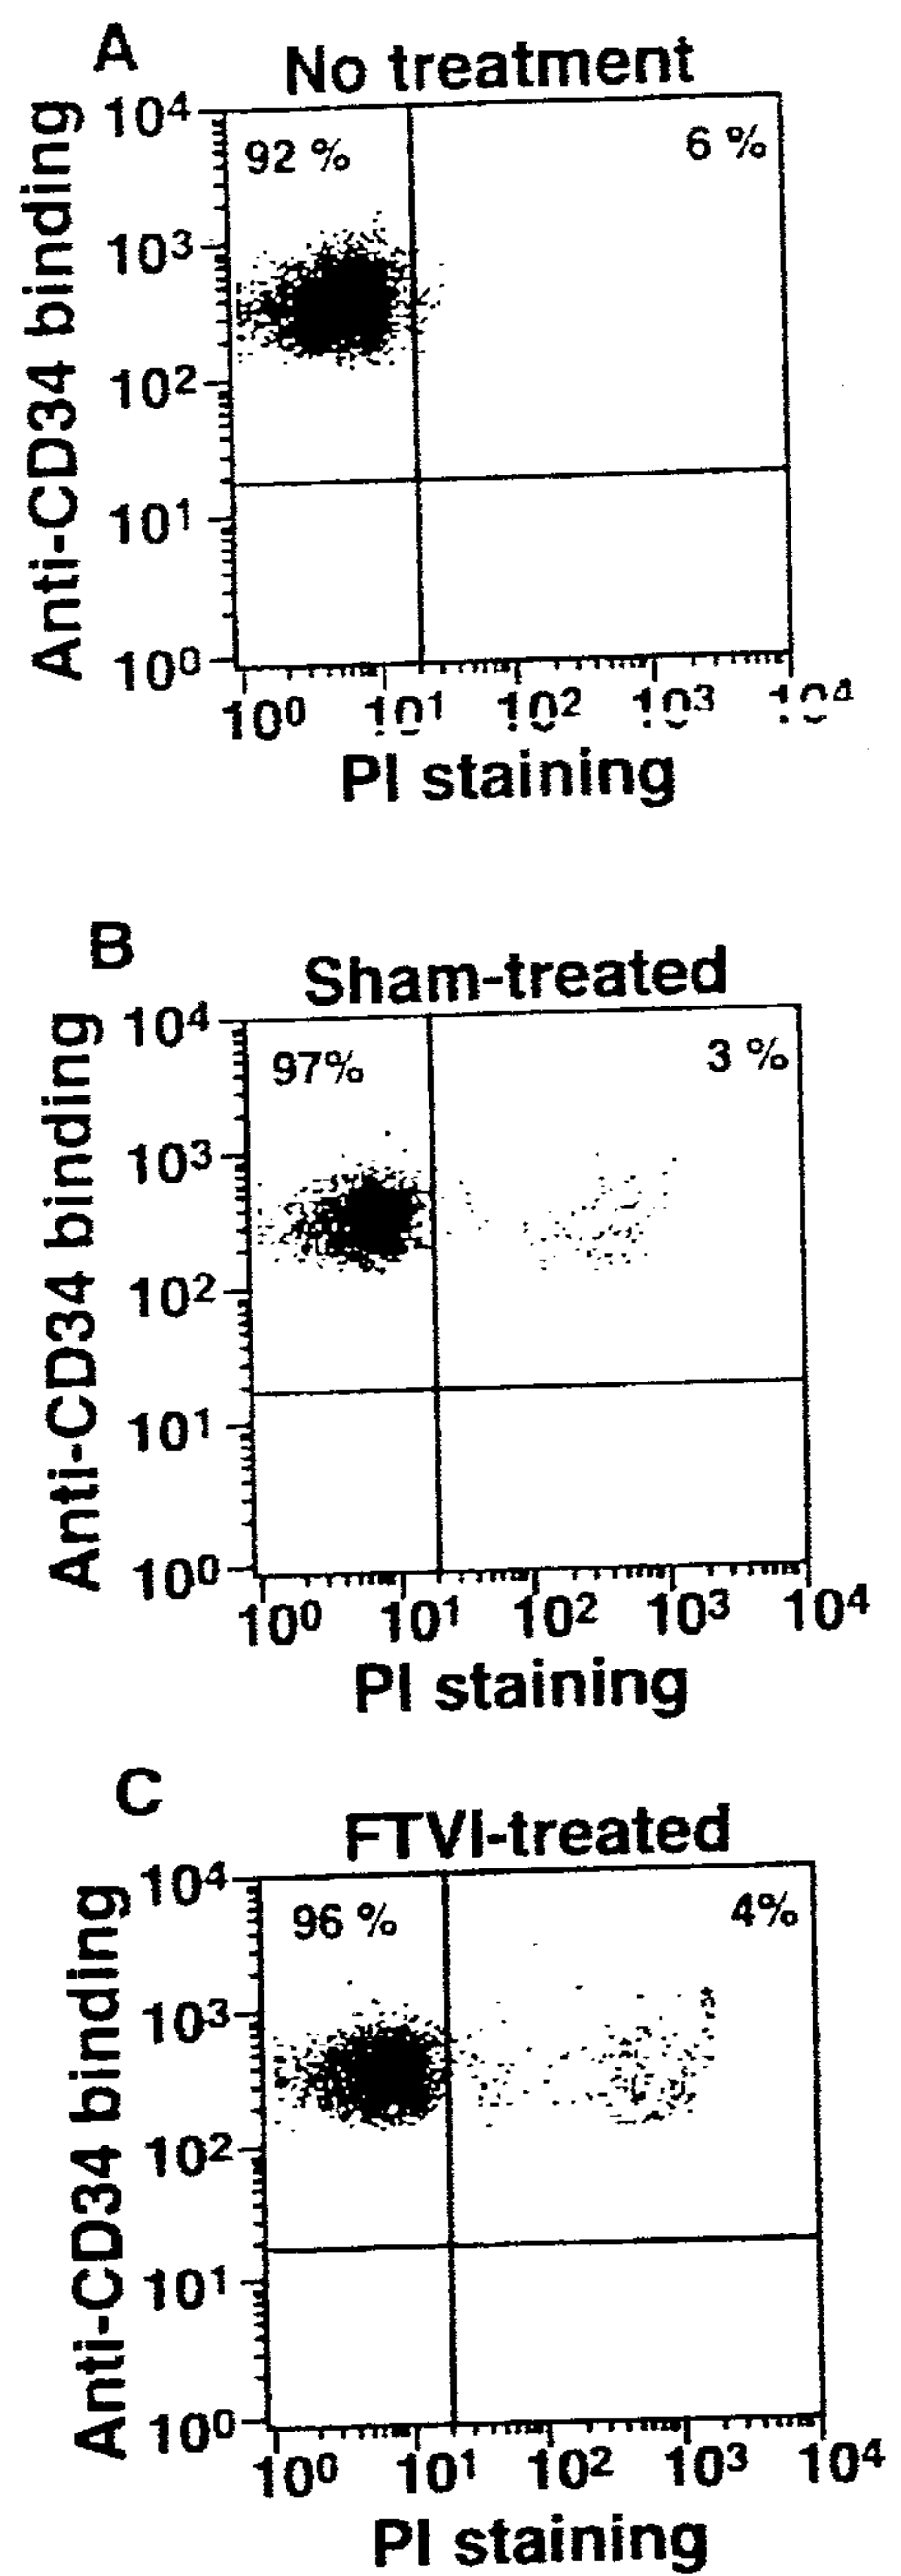 A
No treatment
Anti-CD34 binding
10⁴
10³
10²
10¹
10⁰
92 %
6 %
10⁰ 10¹ 10² 10³ 10⁴
PI staining
B
Sham-treated
Anti-CD34 binding
10⁴
10³
10²
10¹
10⁰
97%
3 %
10⁰ 10¹ 10² 10³ 10⁴
PI staining
C
FTVI-treated
Anti-CD34 binding
10⁴
10³
10²
10¹
10⁰
96 %
4%
10⁰ 10¹ 10² 10³ 10⁴
PI staining